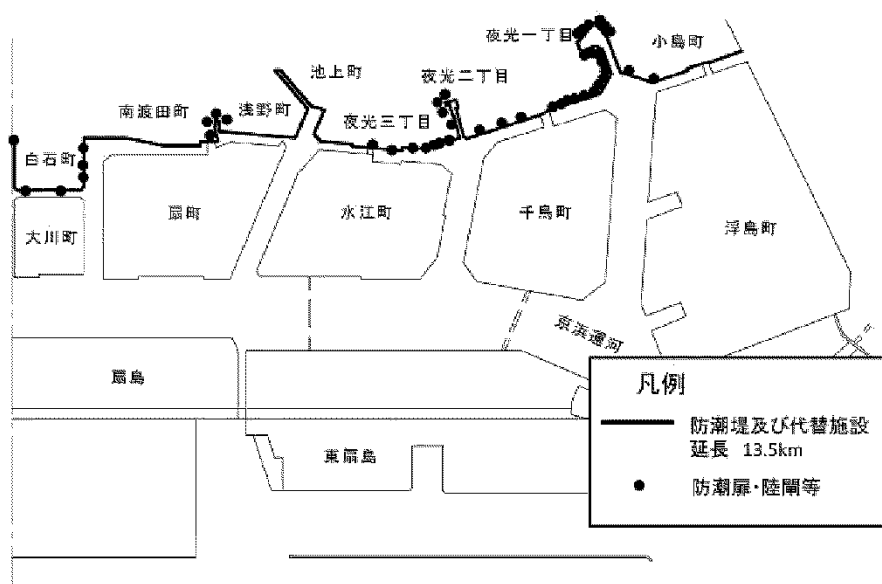 夜光一丁目
小島町
池上町
夜光二丁目
南渡田町
浅野町
夜光三丁目
白石町
大川町
扇町
水江町
千鳥町
浮島町
京浜運河
扇島
東扇島
凡例
防潮堤及び代替施設
延長 13.5km
防潮扉・陸閘等